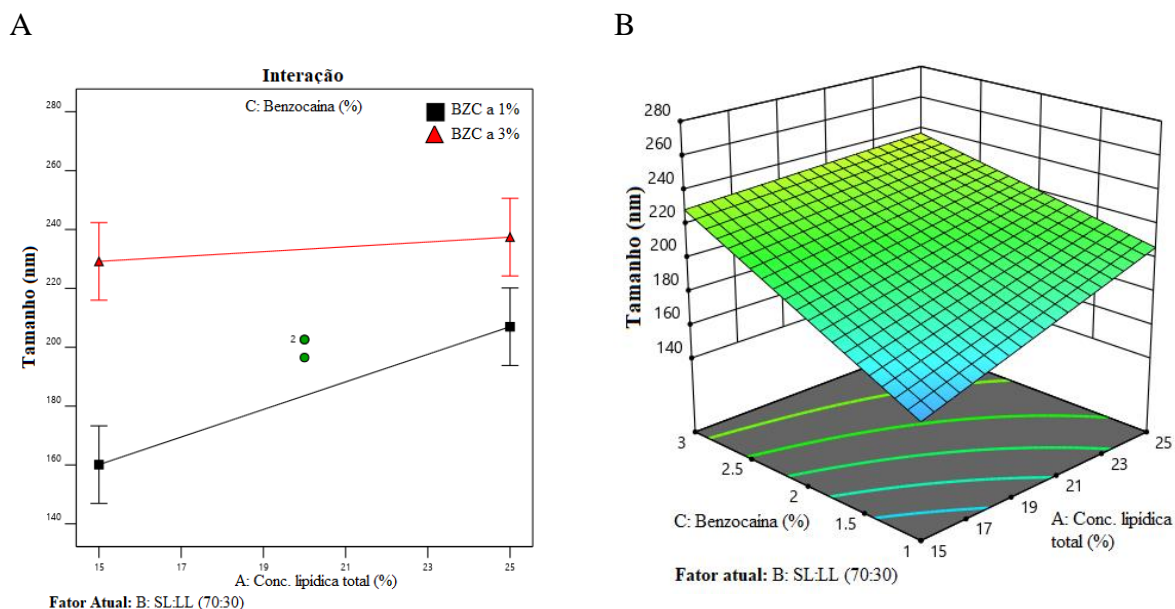 A
Interação
C: Benzocaina (%)
BZC a 1%
BZC a 3%
280
260
240
220
200
180
160
140
Tamanho (nm)
2
15
17
19
21
23
25
A: Conc. lipídica total (%)
Fator Atual: B: SL:LL (70:30)
B
280
260
240
220
200
180
160
140
Tamanho (nm)
3
2.5
2
1.5
1
15
17
19
21
23
25
C: Benzocaina (%)
A: Conc. lipídica
total (%)
Fator atual: B: SL:LL (70:30)